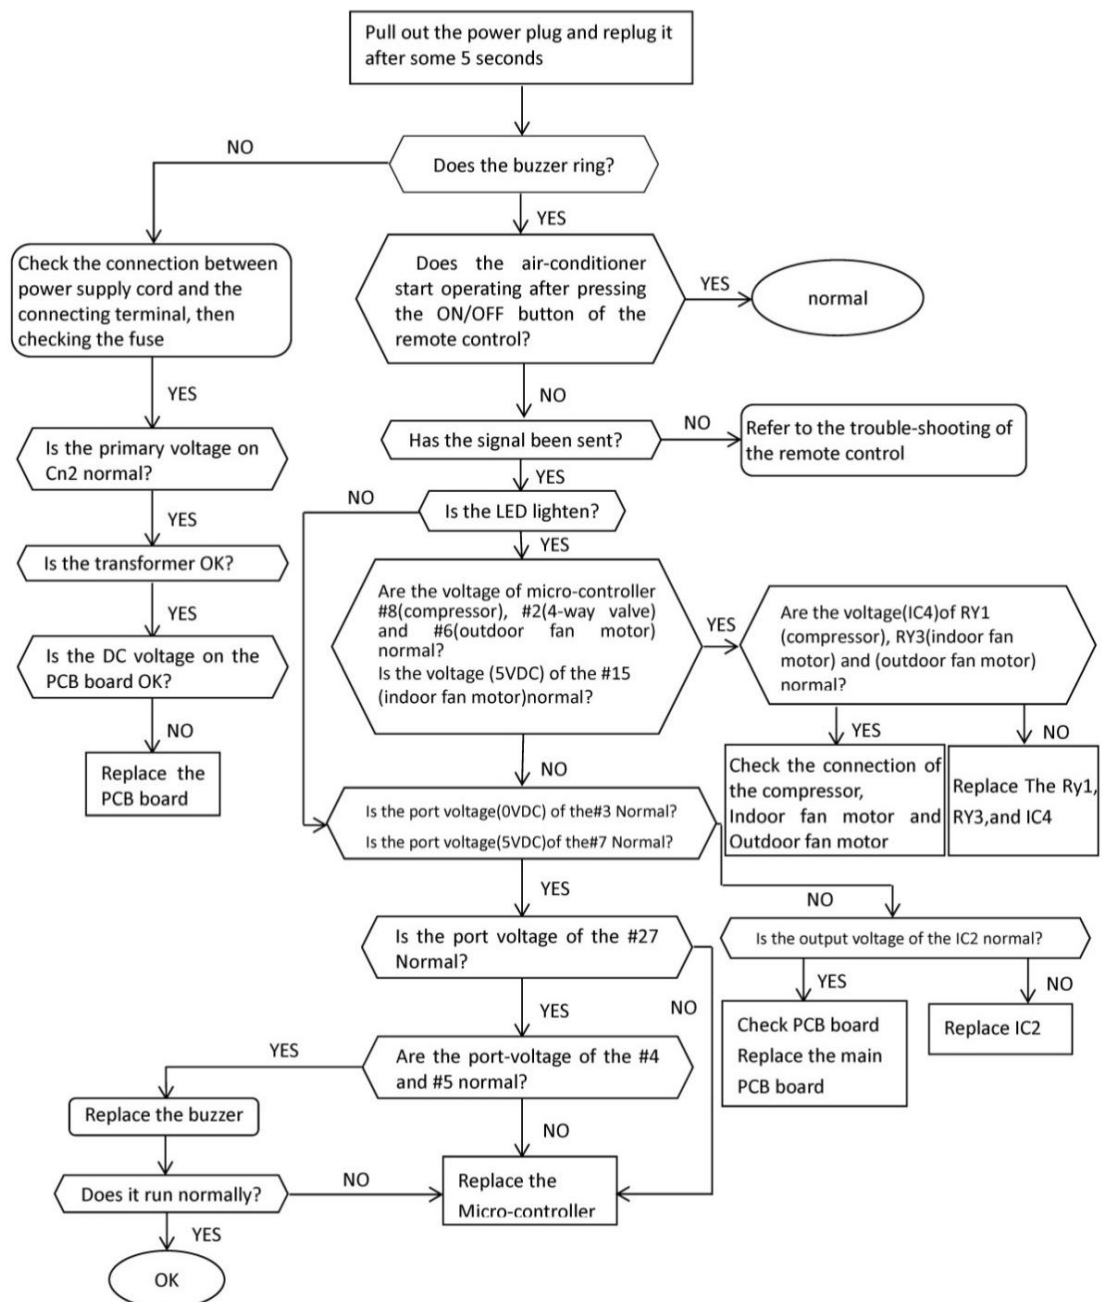 Pull out the power plug and replug it
after some 5 seconds
NO
Does the buzzer ring?
YES
Check the connection between
power supply cord and the
connecting terminal, then
checking the fuse
Does the air-conditioner
start operating after pressing
the ON/OFF button of the
remote control?
YES
normal
YES
NO
Is the primary voltage on
Cn2 normal?
Has the signal been sent?
NO
Refer to the trouble-shooting of
the remote control
YES
NO
Is the LED lighten?
YES
YES
Is the transformer OK?
YES
Is the DC voltage on the
PCB board OK?
NO
Replace the
PCB board
Are the voltage of micro-controller
#8(compressor), #2(4-way valve)
and #6(outdoor fan motor)
normal?
Is the voltage (5VDC) of the #15
(indoor fan motor)normal?
YES
Are the voltage(IC4)of RY1
(compressor), RY3(indoor fan
motor) and (outdoor fan motor)
normal?
YES
NO
Check the connection of
the compressor,
Indoor fan motor and
Outdoor fan motor
Replace The Ry1,
RY3,and IC4
NO
Is the port voltage(0VDC) of the#3 Normal?
Is the port voltage(5VDC)of the#7 Normal?
YES
NO
Is the output voltage of the IC2 normal?
YES
NO
Check PCB board
Replace the main
PCB board
Replace IC2
Is the port voltage of the #27
Normal?
YES
NO
Are the port-voltage of the #4
and #5 normal?
YES
Replace the buzzer
NO
Does it run normally?
NO
Replace the
Micro-controller
YES
OK